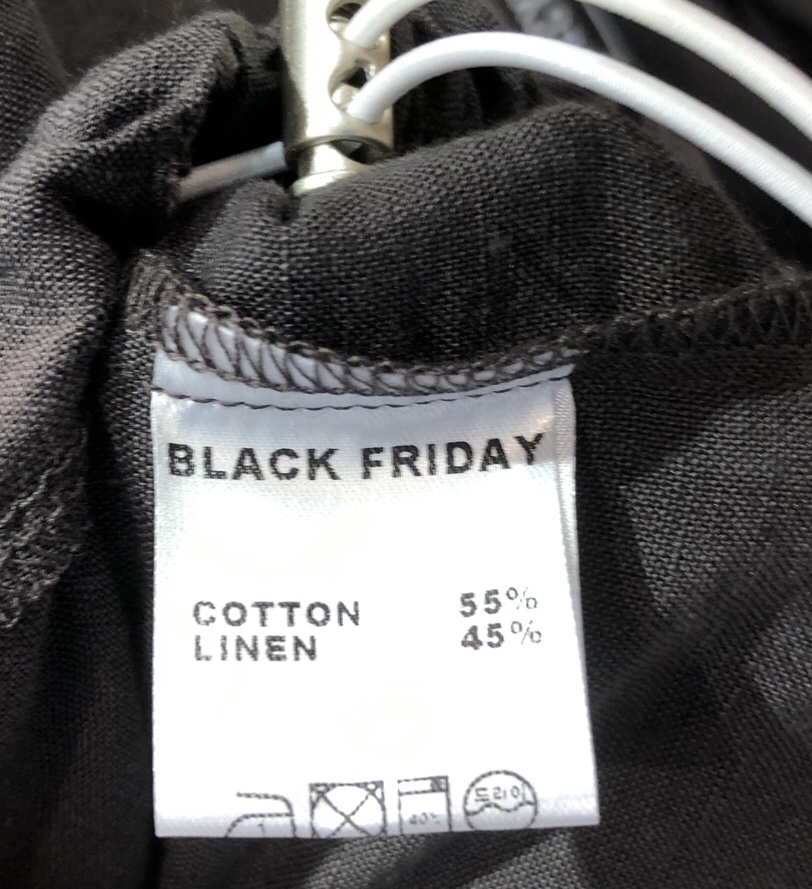 BLACK FRIDAY
COTTON 55%
LINEN 45%
드라이